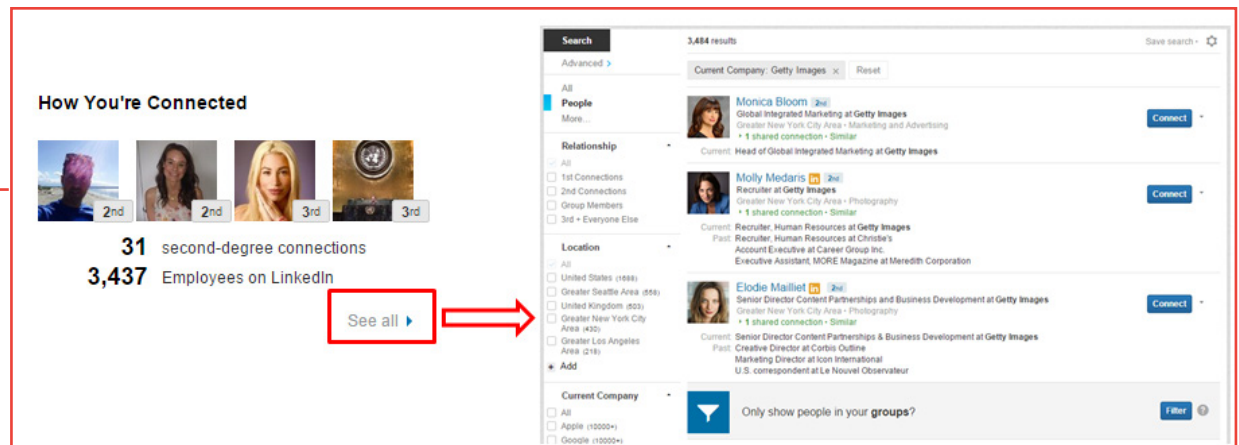 How You're Connected
2nd
2nd
3rd
3rd
31 second-degree connections
3,437 Employees on LinkedIn
See all
Search
Advanced >
All
People
More...
Relationship
All
1st Connections
2nd Connections
Group Members
3rd + Everyone Else
Location
All
United States (1688)
Greater Seattle Area (558)
United Kingdom (503)
Greater New York City
Area (430)
Greater Los Angeles
Area (218)
+ Add
Current Company
All
Apple (10000+)
Google (10000+)
3,484 results
Save search
Current Company: Getty Images x Reset
Monica Bloom 2nd
Global Integrated Marketing at Getty Images
Greater New York City Area • Marketing and Advertising
• 1 shared connection • Similar
Current Head of Global Integrated Marketing at Getty Images
Connect
Molly Medaris in 2nd
Recruiter at Getty Images
Greater New York City Area • Photography
• 1 shared connection • Similar
Current Recruiter, Human Resources at Getty Images
Past Recruiter, Human Resources at Christie's
Account Executive at Career Group Inc.
Executive Assistant, MORE Magazine at Meredith Corporation
Connect
Elodie Mailliet in 2nd
Senior Director Content Partnerships and Business Development at Getty Images
Greater New York City Area • Photography
• 1 shared connection • Similar
Current Senior Director Content Partnerships & Business Development at Getty Images
Past Creative Director at Corbis Outline
Marketing Director at Icon International
U.S. correspondent at Le Nouvel Observateur
Connect
Only show people in your groups?
Filter ?